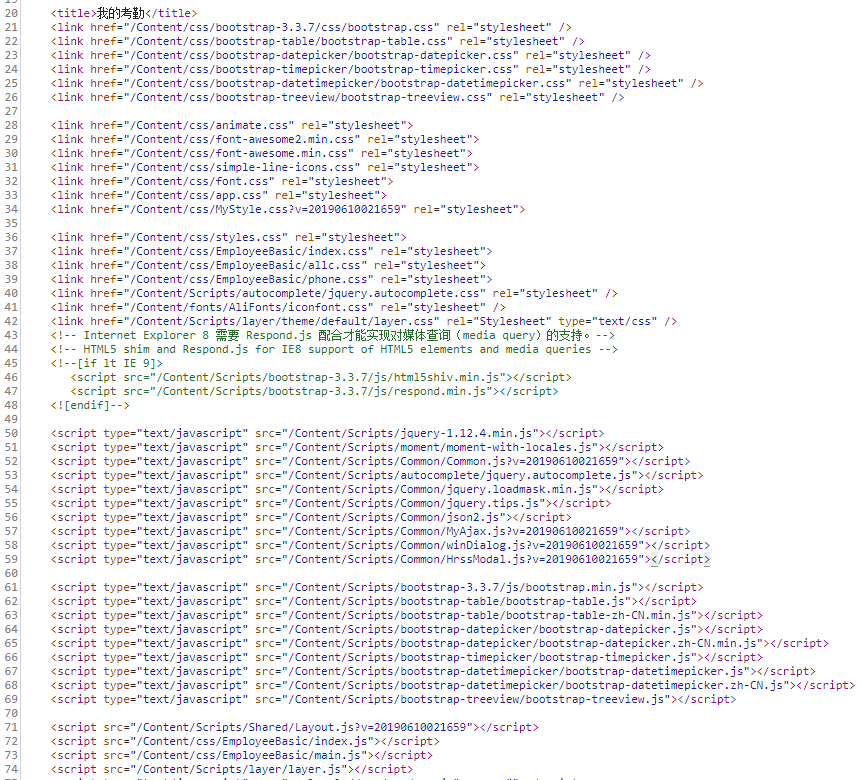 20 <title>我的考勤</title>
21 <link href="/Content/css/bootstrap-3.3.7/css/bootstrap.css" rel="stylesheet" />
22 <link href="/Content/css/bootstrap-table/bootstrap-table.css" rel="stylesheet" />
23 <link href="/Content/css/bootstrap-datepicker/bootstrap-datepicker.css" rel="stylesheet" />
24 <link href="/Content/css/bootstrap-timepicker/bootstrap-timepicker.css" rel="stylesheet" />
25 <link href="/Content/css/bootstrap-datetimepicker/bootstrap-datetimepicker.css" rel="stylesheet" />
26 <link href="/Content/css/bootstrap-treeview/bootstrap-treeview.css" rel="stylesheet" />
27
28 <link href="/Content/css/animate.css" rel="stylesheet">
29 <link href="/Content/css/font-awesome2.min.css" rel="stylesheet">
30 <link href="/Content/css/font-awesome.min.css" rel="stylesheet">
31 <link href="/Content/css/simple-line-icons.css" rel="stylesheet">
32 <link href="/Content/css/font.css" rel="stylesheet">
33 <link href="/Content/css/app.css" rel="stylesheet">
34 <link href="/Content/css/MyStyle.css?v=20190610021659" rel="stylesheet">
35
36 <link href="/Content/css/styles.css" rel="stylesheet">
37 <link href="/Content/css/EmployeeBasic/index.css" rel="stylesheet">
38 <link href="/Content/css/EmployeeBasic/allc.css" rel="stylesheet">
39 <link href="/Content/css/EmployeeBasic/phone.css" rel="stylesheet">
40 <link href="/Content/Scripts/autocomplete/jquery.autocomplete.css" rel="stylesheet" />
41 <link href="/Content/fonts/AliFonts/iconfont.css" rel="stylesheet" />
42 <link href="/Content/Scripts/layer/theme/default/layer.css" rel="Stylesheet" type="text/css" />
43 <!-- Internet Explorer 8 需要 Respond.js 配合才能实现对媒体查询（media query）的支持。-->
44 <!-- HTML5 shim and Respond.js for IE8 support of HTML5 elements and media queries -->
45 <!--[if lt IE 9]>
46 <script src="/Content/Scripts/bootstrap-3.3.7/js/html5shiv.min.js"></script>
47 <script src="/Content/Scripts/bootstrap-3.3.7/js/respond.min.js"></script>
48 <![endif]-->
49
50 <script type="text/javascript" src="/Content/Scripts/jquery-1.12.4.min.js"></script>
51 <script type="text/javascript" src="/Content/Scripts/moment/moment-with-locales.js"></script>
52 <script type="text/javascript" src="/Content/Scripts/Common/Common.js?v=20190610021659"></script>
53 <script type="text/javascript" src="/Content/Scripts/autocomplete/jquery.autocomplete.js"></script>
54 <script type="text/javascript" src="/Content/Scripts/Common/jquery.loadmask.min.js"></script>
55 <script type="text/javascript" src="/Content/Scripts/Common/jquery.tips.js"></script>
56 <script type="text/javascript" src="/Content/Scripts/Common/json2.js"></script>
57 <script type="text/javascript" src="/Content/Scripts/Common/MyAjax.js?v=20190610021659"></script>
58 <script type="text/javascript" src="/Content/Scripts/Common/winDialog.js?v=20190610021659"></script>
59 <script type="text/javascript" src="/Content/Scripts/Common/HrssModal.js?v=20190610021659"></script>
60
61 <script type="text/javascript" src="/Content/Scripts/bootstrap-3.3.7/js/bootstrap.min.js"></script>
62 <script type="text/javascript" src="/Content/Scripts/bootstrap-table/bootstrap-table.js"></script>
63 <script type="text/javascript" src="/Content/Scripts/bootstrap-table/bootstrap-table-zh-CN.min.js"></script>
64 <script type="text/javascript" src="/Content/Scripts/bootstrap-datepicker/bootstrap-datepicker.js"></script>
65 <script type="text/javascript" src="/Content/Scripts/bootstrap-datepicker/bootstrap-datepicker.zh-CN.min.js"></script>
66 <script type="text/javascript" src="/Content/Scripts/bootstrap-timepicker/bootstrap-timepicker.js"></script>
67 <script type="text/javascript" src="/Content/Scripts/bootstrap-datetimepicker/bootstrap-datetimepicker.js"></script>
68 <script type="text/javascript" src="/Content/Scripts/bootstrap-datetimepicker/bootstrap-datetimepicker.zh-CN.js"></script>
69 <script type="text/javascript" src="/Content/Scripts/bootstrap-treeview/bootstrap-treeview.js"></script>
70
71 <script src="/Content/Scripts/Shared/Layout.js?v=20190610021659"></script>
72 <script src="/Content/css/EmployeeBasic/index.js"></script>
73 <script src="/Content/css/EmployeeBasic/main.js"></script>
74 <script src="/Content/Scripts/layer/layer.js"></script>